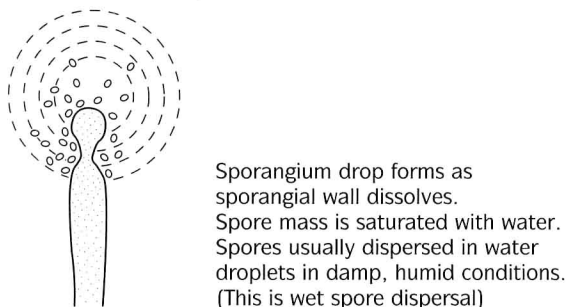 Sporangium drop forms as
sporangial wall dissolves.
Spore mass is saturated with water.
Spores usually dispersed in water
droplets in damp, humid conditions.
(This is wet spore dispersal)